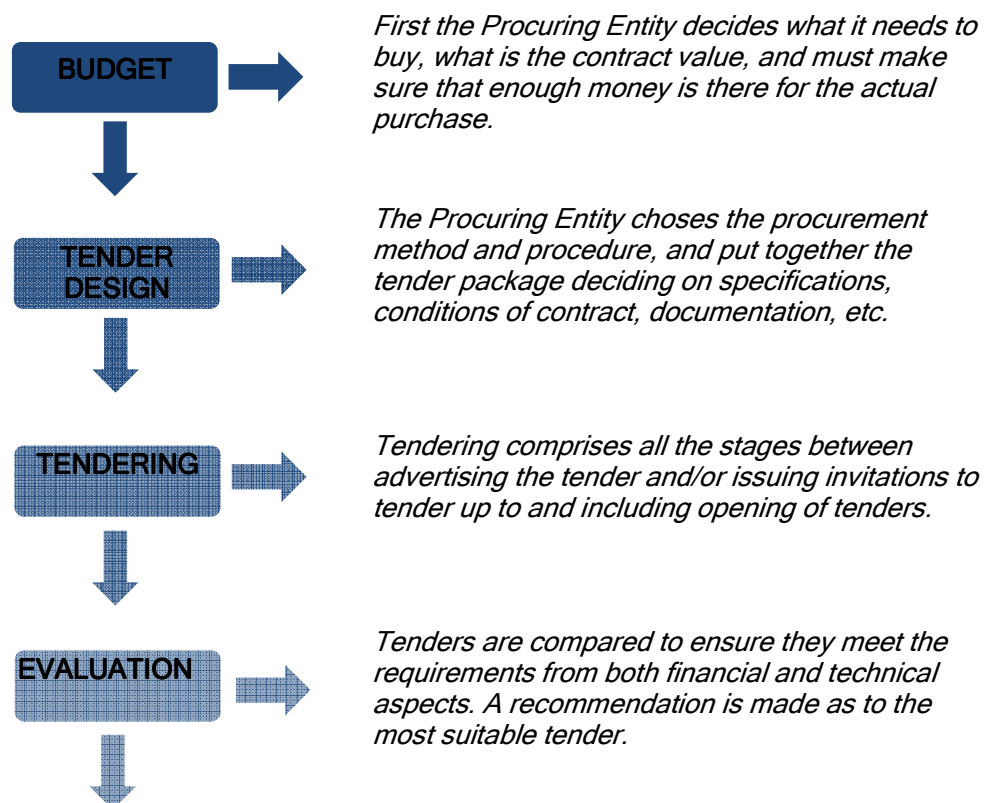 BUDGET
First the Procuring Entity decides what it needs to
buy, what is the contract value, and must make
sure that enough money is there for the actual
purchase.
TENDER
DESIGN
The Procuring Entity choses the procurement
method and procedure, and put together the
tender package deciding on specifications,
conditions of contract, documentation, etc.
TENDERING
Tendering comprises all the stages between
advertising the tender and/or issuing invitations to
tender up to and including opening of tenders.
EVALUATION
Tenders are compared to ensure they meet the
requirements from both financial and technical
aspects. A recommendation is made as to the
most suitable tender.